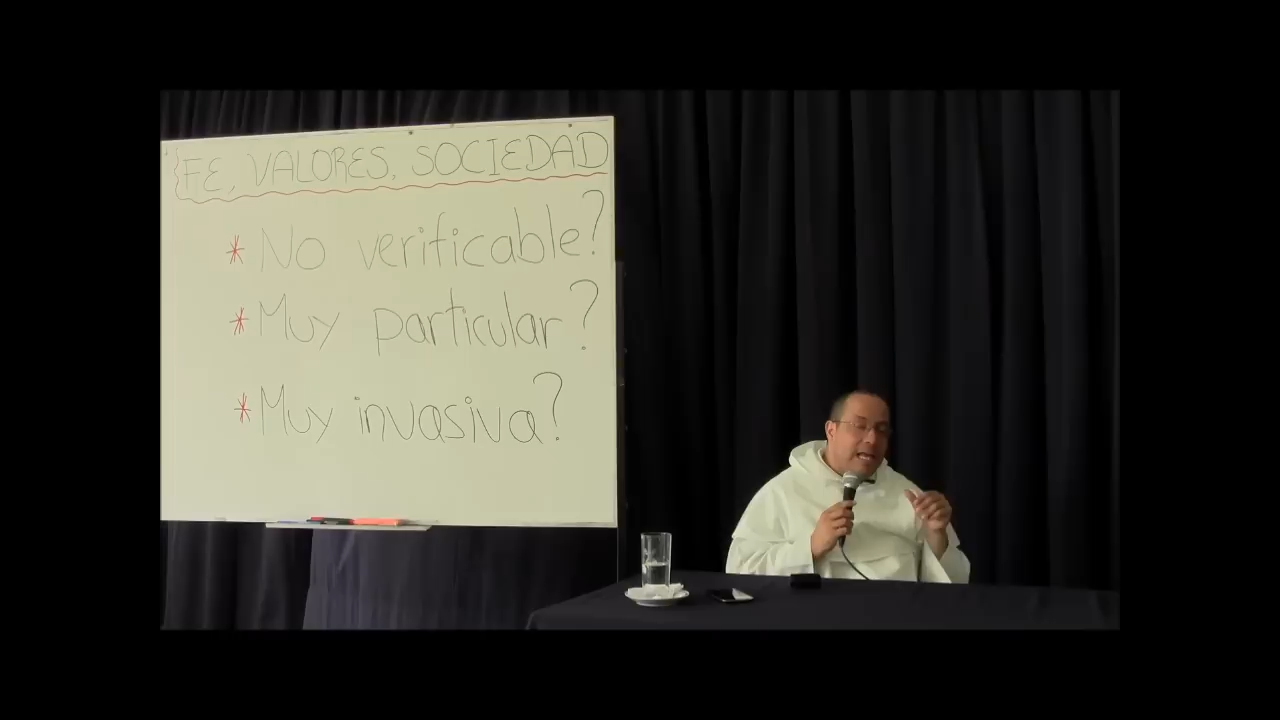 FE, VALORES, SOCIEDAD
* No verificable?
* Muy particular?
* Muy invasiva?